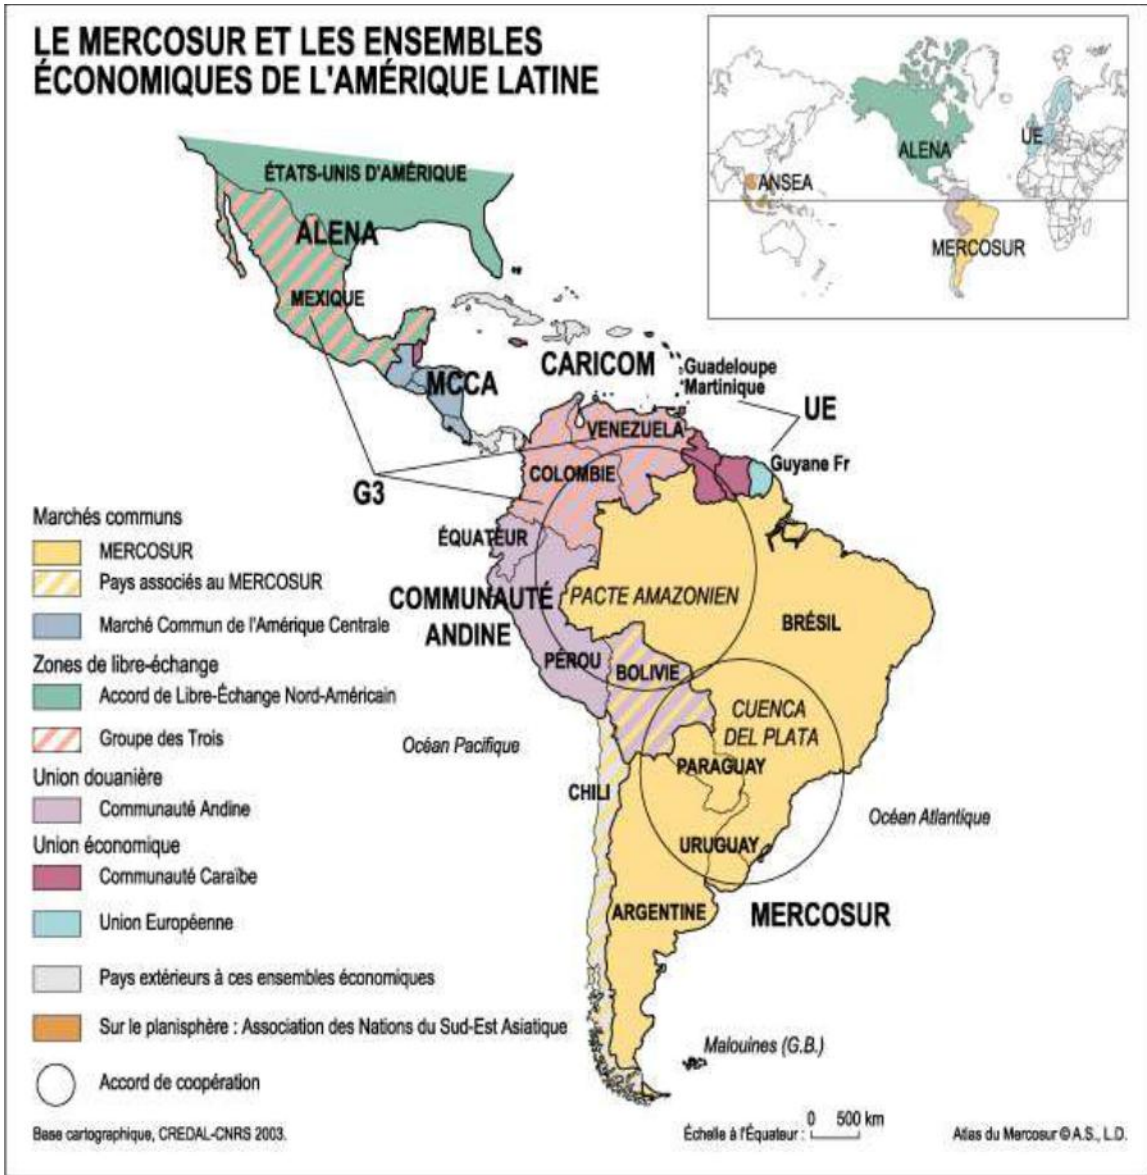 LE MERCOSUR ET LES ENSEMBLES
ÉCONOMIQUES DE L'AMÉRIQUE LATINE
ALENA
UE
ANSEA
MERCOSUR
ÉTATS-UNIS D'AMÉRIQUE
ALENA
MEXIQUE
MCCA
CARICOM
Guadeloupe
Martinique
UE
VENEZUELA
COLOMBIE
Guyane Fr
G3
ÉQUATEUR
COMMUNAUTÉ
ANDINE
PACTE AMAZONIEN
BRÉSIL
PÉROU
BOLIVIE
CUENCA
DEL PLATA
Océan Pacifique
PARAGUAY
CHILI
Océan Atlantique
URUGUAY
ARGENTINE
MERCOSUR
Malouines (G.B.)
Marchés communs
MERCOSUR
Pays associés au MERCOSUR
Marché Commun de l'Amérique Centrale
Zones de libre-échange
Accord de Libre-Échange Nord-Américain
Groupe des Trois
Union douanière
Communauté Andine
Union économique
Communauté Caraïbe
Union Européenne
Pays extérieurs à ces ensembles économiques
Sur le planisphère : Association des Nations du Sud-Est Asiatique
Accord de coopération
Base cartographique, CREDAL-CNRS 2003.
Échelle à l'Équateur : 0 500 km
Atlas du Mercosur © A.S., L.D.